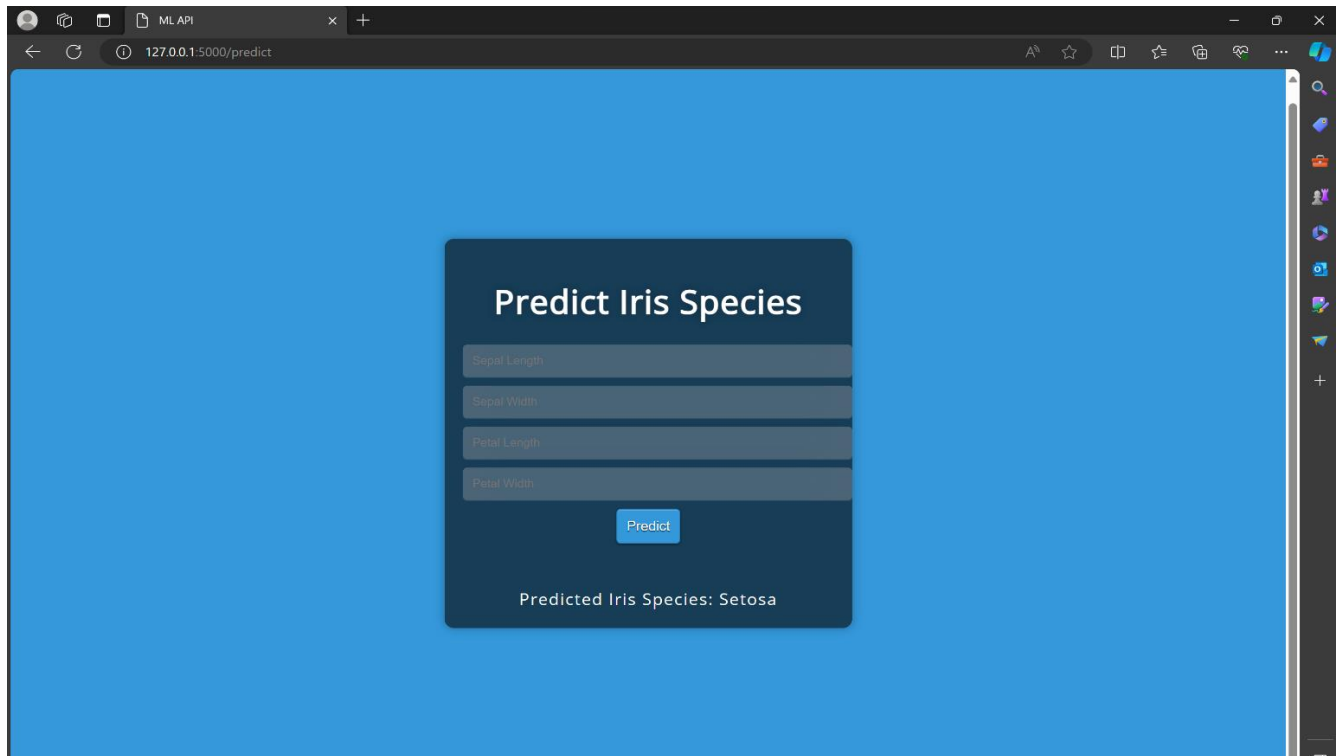 ML API
127.0.0.1:5000/predict
Predict Iris Species
Sepal Length
Sepal Width
Petal Length
Petal Width
Predict
Predicted Iris Species: Setosa